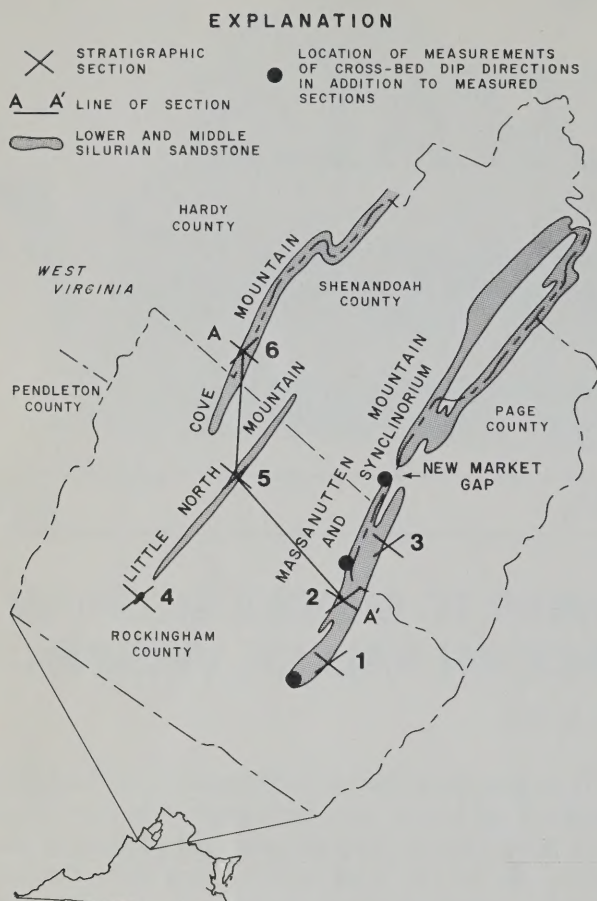 EXPLANATION
STRATIGRAPHIC
SECTION
LOCATION OF MEASUREMENTS
OF CROSS-BED DIP DIRECTIONS
IN ADDITION TO MEASURED
SECTIONS
A A' LINE OF SECTION
LOWER AND MIDDLE
SILURIAN SANDSTONE
HARDY
COUNTY
WEST
VIRGINIA
SHENANDOAH
COUNTY
COVE MOUNTAIN
A
6
PENDLETON
COUNTY
LITTLE NORTH MOUNTAIN
5
MASSANUTTEN MOUNTAIN
AND SYNCLINORIUM
PAGE
COUNTY
NEW MARKET
GAP
3
4
2
A'
ROCKINGHAM
COUNTY
1